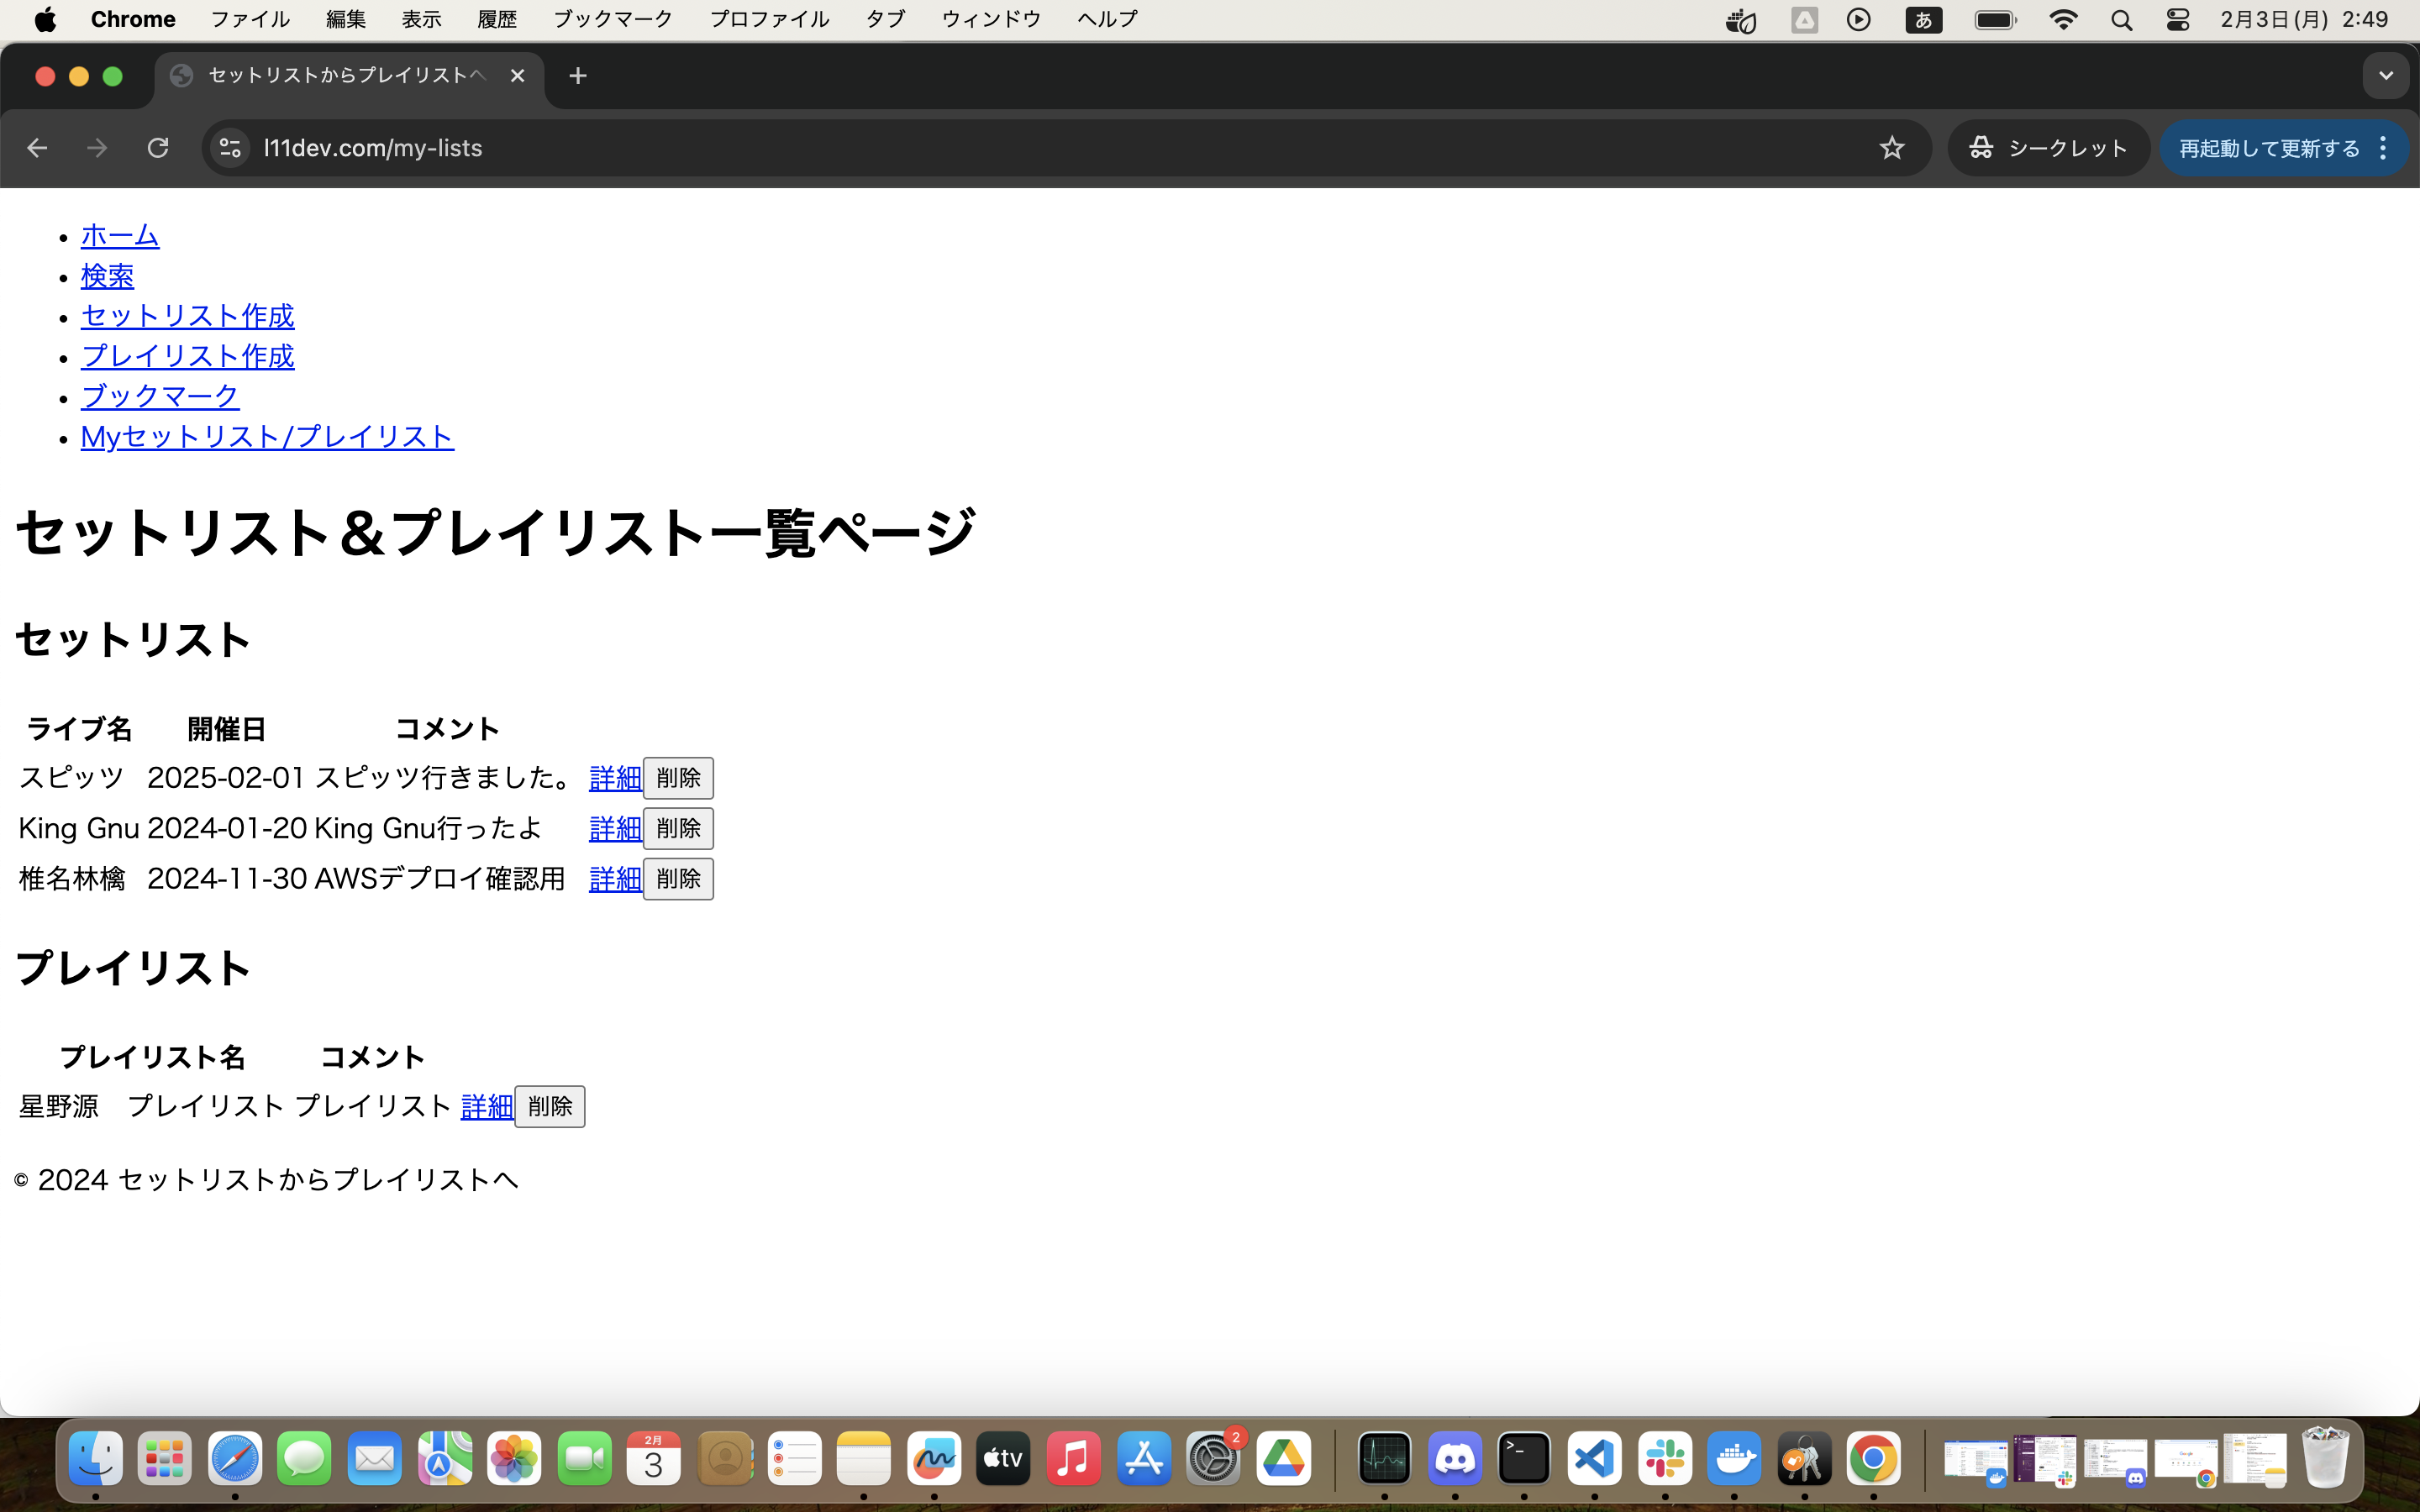 Chrome ファイル 編集 表示 履歴 ブックマーク プロファイル タブ ウィンドウ ヘルプ あ 2月3日(月) 2:49
セットリストからプレイリストへ
l11dev.com/my-lists シークレット 再起動して更新する
ホーム
検索
セットリスト作成
プレイリスト作成
ブックマーク
Myセットリスト/プレイリスト
セットリスト＆プレイリスト一覧ページ
セットリスト
ライブ名 開催日 コメント
スピッツ 2025-02-01 スピッツ行きました。 詳細 削除
King Gnu 2024-01-20 King Gnu行ったよ 詳細 削除
椎名林檎 2024-11-30 AWSデプロイ確認用 詳細 削除
プレイリスト
プレイリスト名 コメント
星野源　プレイリスト プレイリスト 詳細 削除
© 2024 セットリストからプレイリストへ
2月
3
tv
2